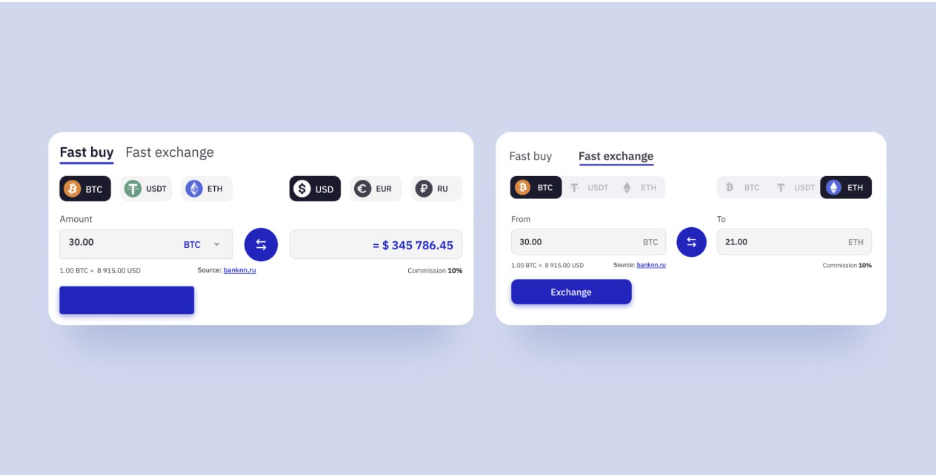 Fast buy Fast exchange
BTC USDT ETH $ USD € EUR ₽ RU
Amount
30.00 BTC = $ 345 786.45
1.00 BTC = 8 915.00 USD Source: banknn.ru Commission 10%
Fast buy Fast exchange
BTC USDT ETH BTC USDT ETH
From To
30.00 BTC 21.00 ETH
1.00 BTC = 8 915.00 USD Source: banknn.ru Commission 10%
Exchange